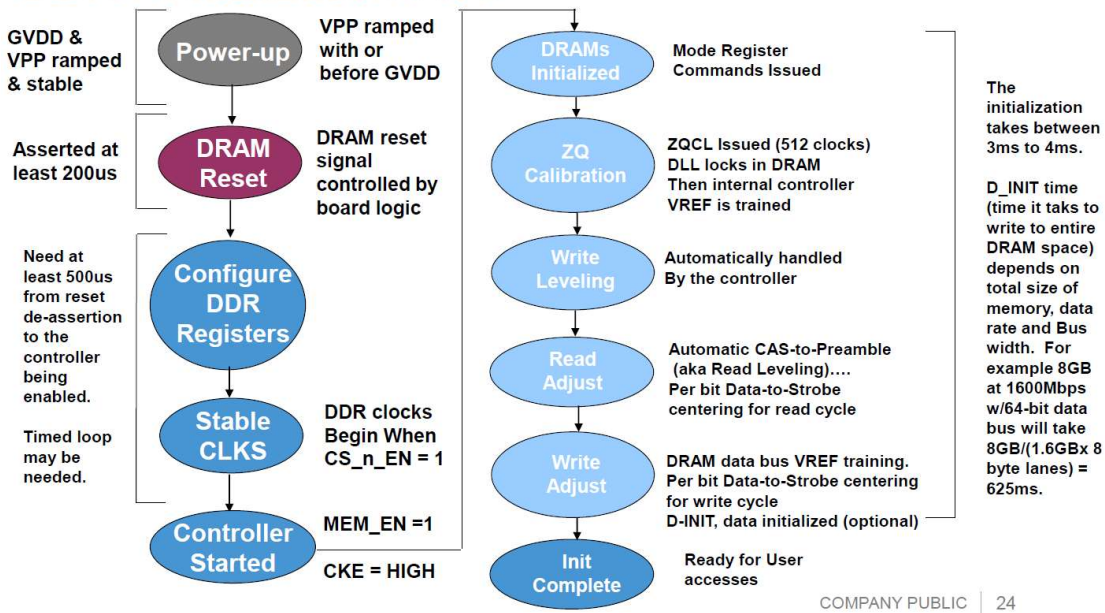 GVDD &
VPP ramped
& stable
Power-up
VPP ramped
with or
before GVDD
Asserted at
least 200us
DRAM
Reset
DRAM reset
signal
controlled by
board logic
Need at
least 500us
from reset
de-assertion
to the
controller
being
enabled.
Timed loop
may be
needed.
Configure
DDR
Registers
Stable
CLKS
DDR clocks
Begin When
CS_n_EN = 1
Controller
Started
MEM_EN =1
CKE = HIGH
DRAMs
Initialized
Mode Register
Commands Issued
ZQ
Calibration
ZQCL Issued (512 clocks)
DLL locks in DRAM
Then internal controller
VREF is trained
Write
Leveling
Automatically handled
By the controller
Read
Adjust
Automatic CAS-to-Preamble
(aka Read Leveling)….
Per bit Data-to-Strobe
centering for read cycle
Write
Adjust
DRAM data bus VREF training.
Per bit Data-to-Strobe centering
for write cycle
D-INIT, data initialized (optional)
Init
Complete
Ready for User
accesses
The
initialization
takes between
3ms to 4ms.
D_INIT time
(time it taks to
write to entire
DRAM space)
depends on
total size of
memory, data
rate and Bus
width. For
example 8GB
at 1600Mbps
w/64-bit data
bus will take
8GB/(1.6GBx 8
byte lanes) =
625ms.
COMPANY PUBLIC | 24